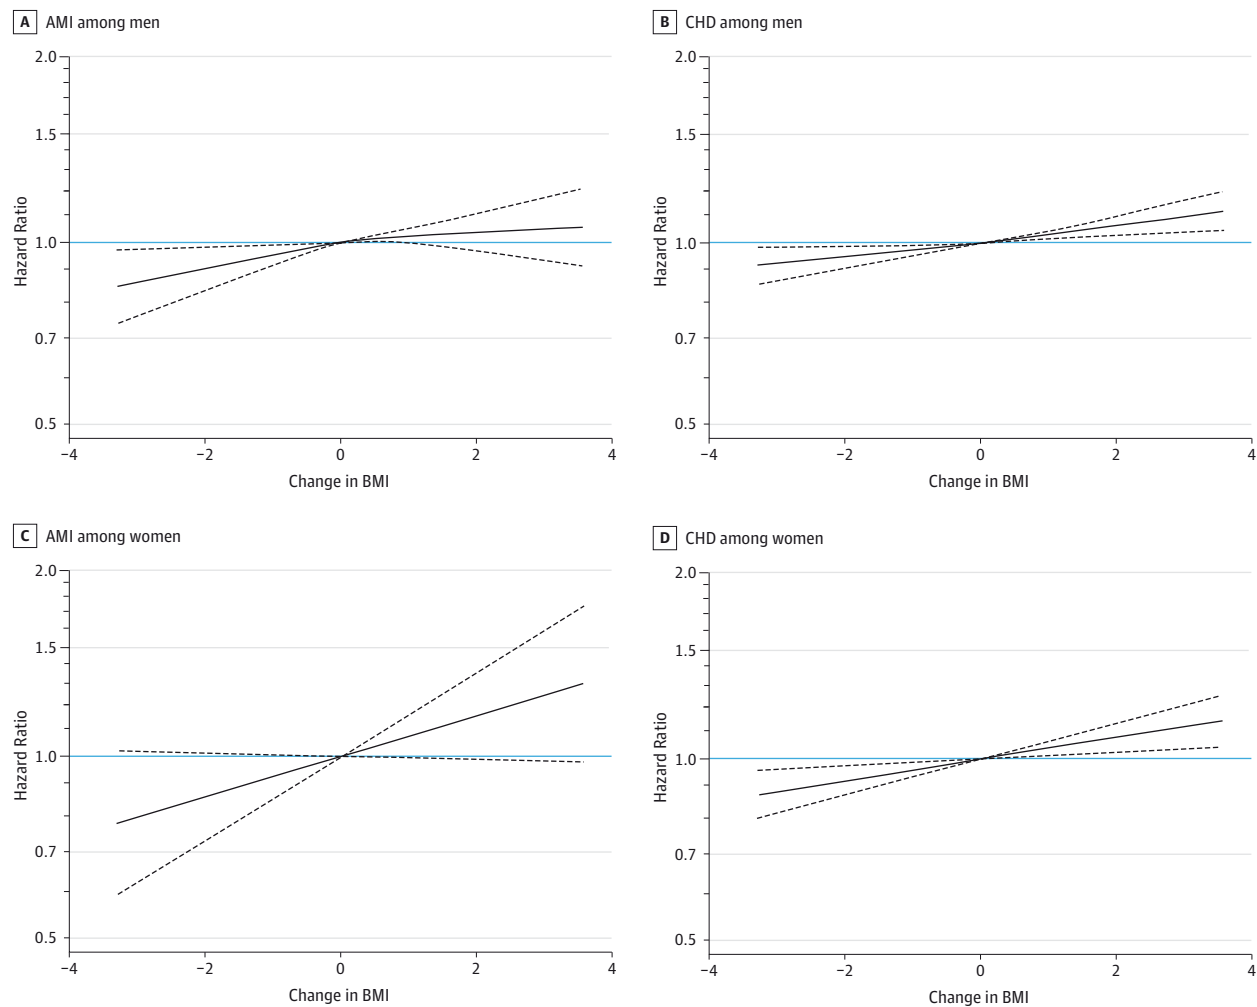 A AMI among men
2.0
1.5
1.0
0.7
0.5
Hazard Ratio
−4 −2 0 2 4
Change in BMI
B CHD among men
2.0
1.5
1.0
0.7
0.5
Hazard Ratio
−4 −2 0 2 4
Change in BMI
C AMI among women
2.0
1.5
1.0
0.7
0.5
Hazard Ratio
−4 −2 0 2 4
Change in BMI
D CHD among women
2.0
1.5
1.0
0.7
0.5
Hazard Ratio
−4 −2 0 2 4
Change in BMI